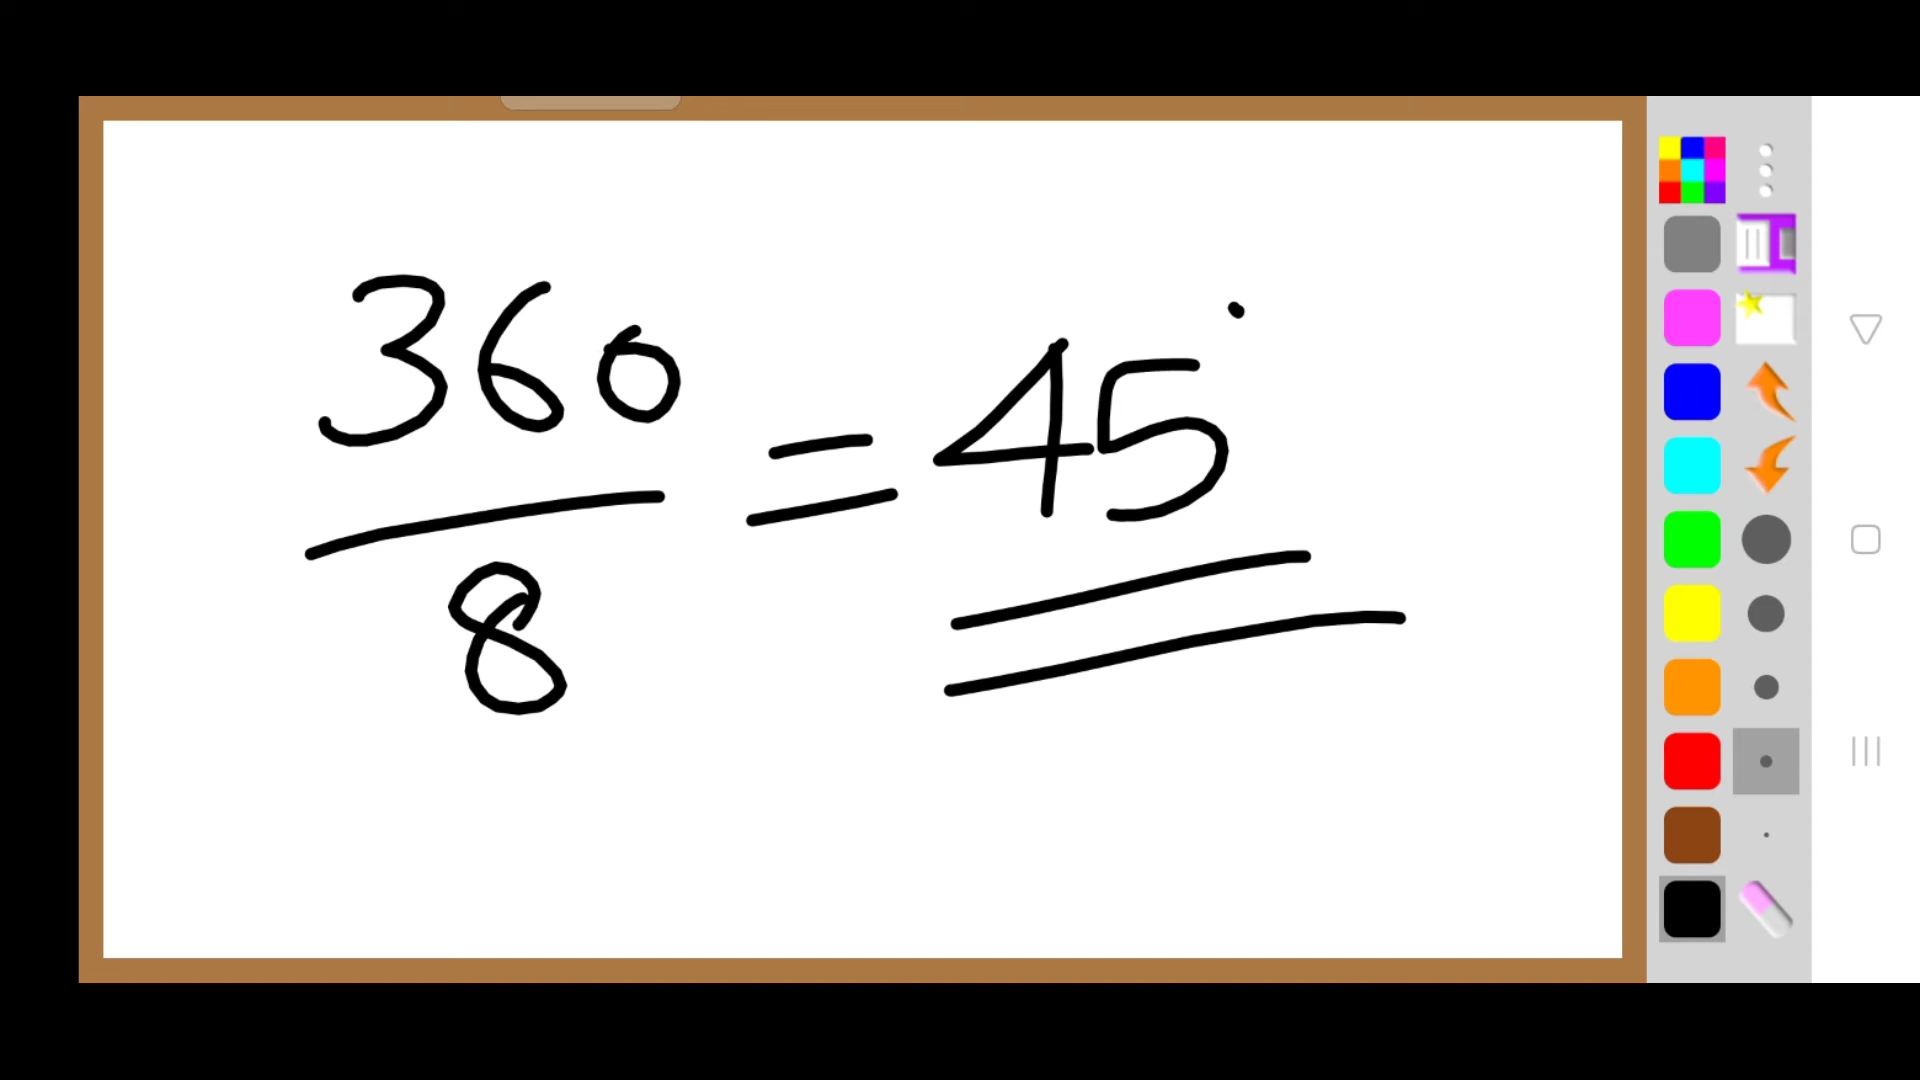 360
— = 45°
8